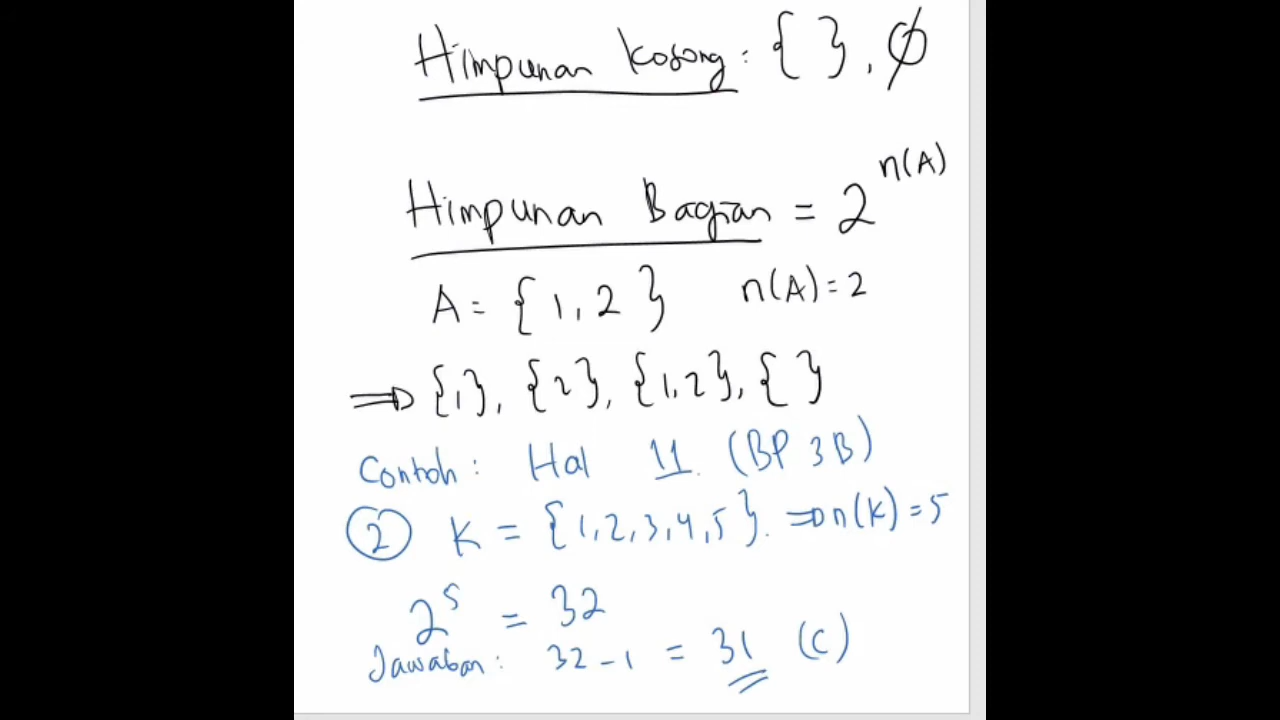 Himpunan Kosong : { }, ∅
Himpunan Bagian = 2^n(A)
A = { 1, 2 } n(A) = 2
⇒ {1}, {2}, {1,2}, { }
Contoh : Hal 11. (BP 3B)
② K = {1,2,3,4,5}. ⇒ n(K) = 5
2^5 = 32
Jawaban : 32 - 1 = 31 (C)